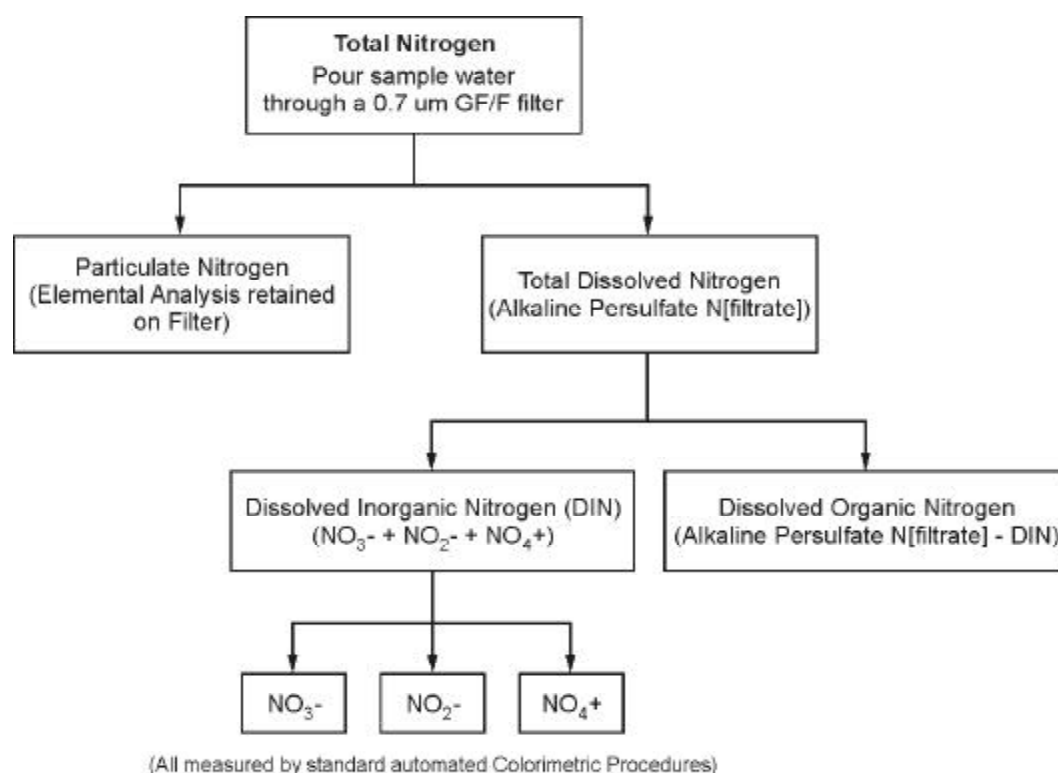 Total Nitrogen
Pour sample water
through a 0.7 um GF/F filter
Particulate Nitrogen
(Elemental Analysis retained
on Filter)
Total Dissolved Nitrogen
(Alkaline Persulfate N[filtrate])
Dissolved Inorganic Nitrogen (DIN)
(NO₃- + NO₂- + NO₄+)
Dissolved Organic Nitrogen
(Alkaline Persulfate N[filtrate] - DIN)
NO₃-
NO₂-
NO₄+
(All measured by standard automated Colorimetric Procedures)